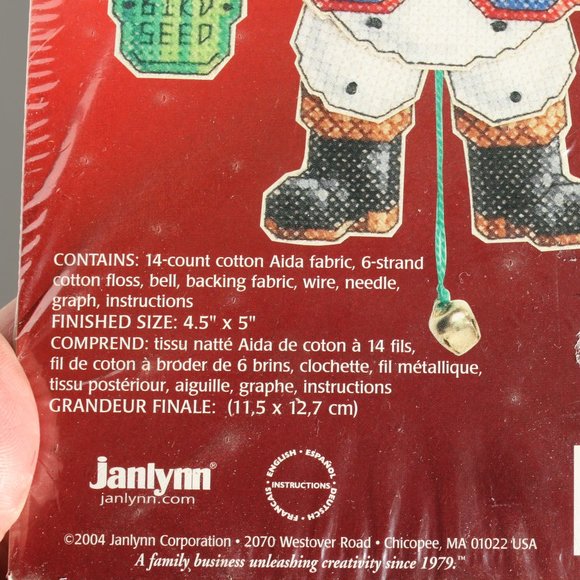 BIRD
SEED
CONTAINS: 14-count cotton Aida fabric, 6-strand
cotton floss, bell, backing fabric, wire, needle,
graph, instructions
FINISHED SIZE: 4.5" x 5"
COMPREND: tissu natté Aida de coton à 14 fils,
fil de coton à broder de 6 brins, clochette, fil métallique,
tissu postériour, aiguille, graphe, instructions
GRANDEUR FINALE: (11,5 x 12,7 cm)
Janlynn®
janlynn.com
ENGLISH • ESPAÑOL
INSTRUCTIONS
FRANÇAIS • DEUTSCH
©2004 Janlynn Corporation • 2070 Westover Road • Chicopee, MA 01022 USA
A family business unleashing creativity since 1979.™